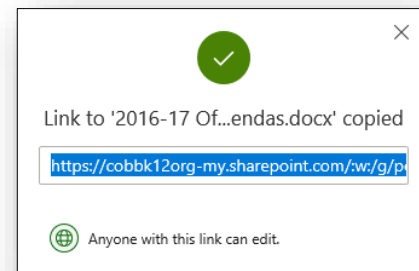 Link to '2016-17 Of...endas.docx' copied
https://cobbk12org-my.sharepoint.com/:w:/g/pe
Anyone with this link can edit.